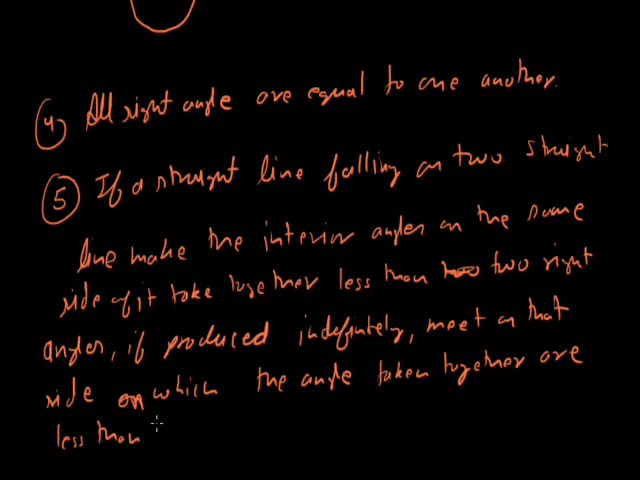 ④ All right angle are equal to one another.
⑤ If a straight line falling on two straight
line make the interior angles on the same
side of it take together less than two right
angles, if produced indefinitely, meet on that
side on which the angle taken together are
less than